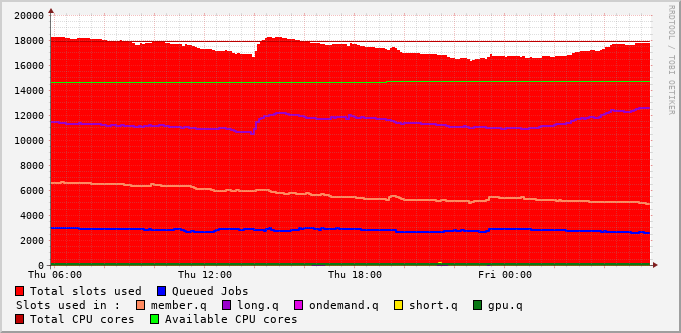 20000
18000
16000
14000
12000
10000
8000
6000
4000
2000
0
Thu 06:00 Thu 12:00 Thu 18:00 Fri 00:00
Total slots used Queued Jobs
Slots used in : member.q long.q ondemand.q short.q gpu.q
Total CPU cores Available CPU cores
RRDTOOL / TOBI OETIKER